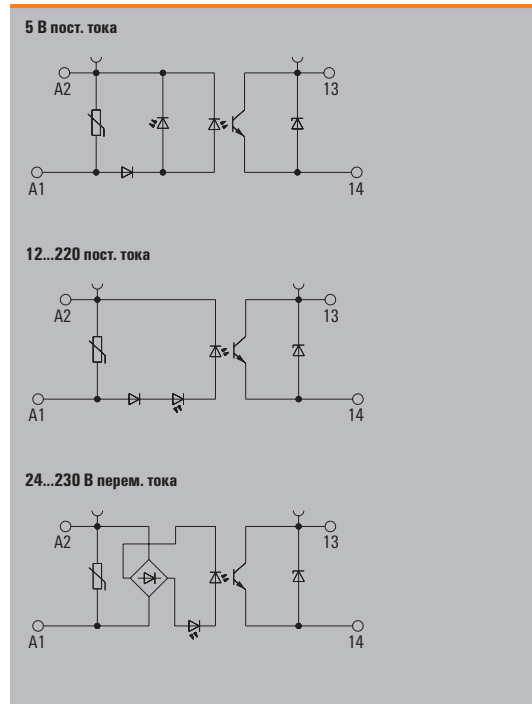 5 В пост. тока
A2
13
A1
14
12...220 пост. тока
A2
13
A1
14
24...230 В перем. тока
A2
13
A1
14